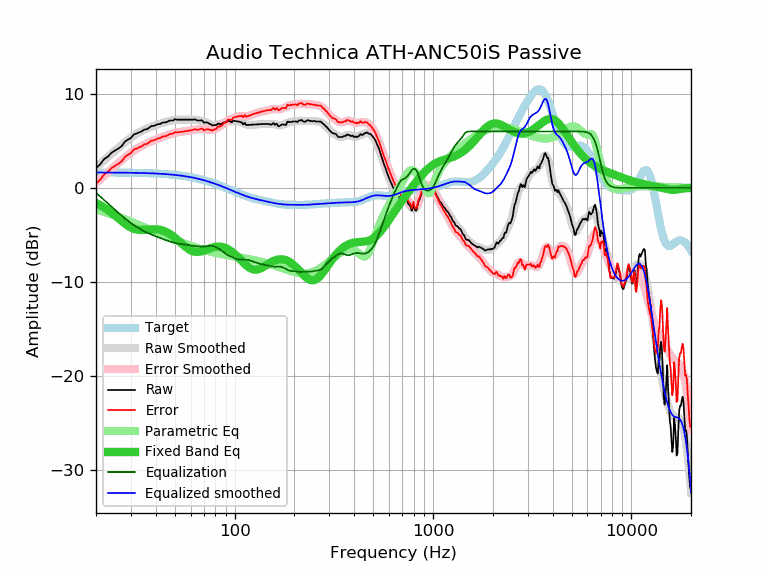 Audio Technica ATH-ANC50iS Passive
10
0
−10
−20
−30
Amplitude (dBr)
Target
Raw Smoothed
Error Smoothed
Raw
Error
Parametric Eq
Fixed Band Eq
Equalization
Equalized smoothed
100 1000 10000
Frequency (Hz)